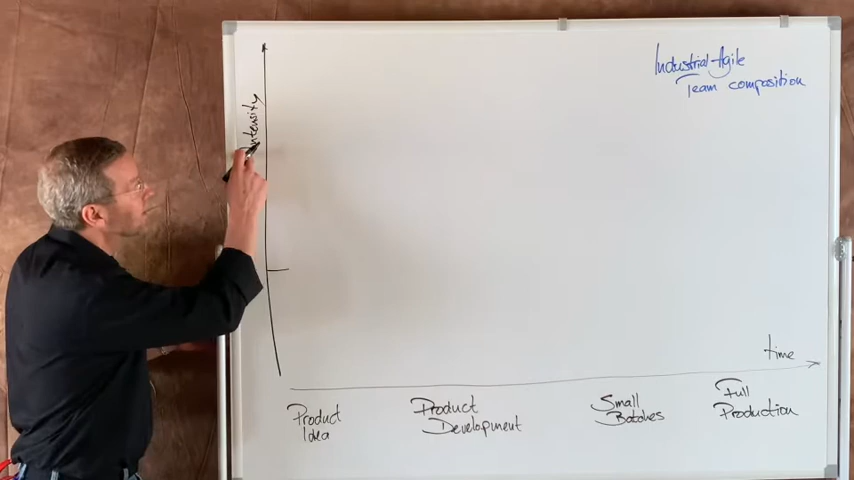 Industrial-Agile
Team composition
Intensity
time
Product
Idea
Product
Development
Small
Batches
Full
Production